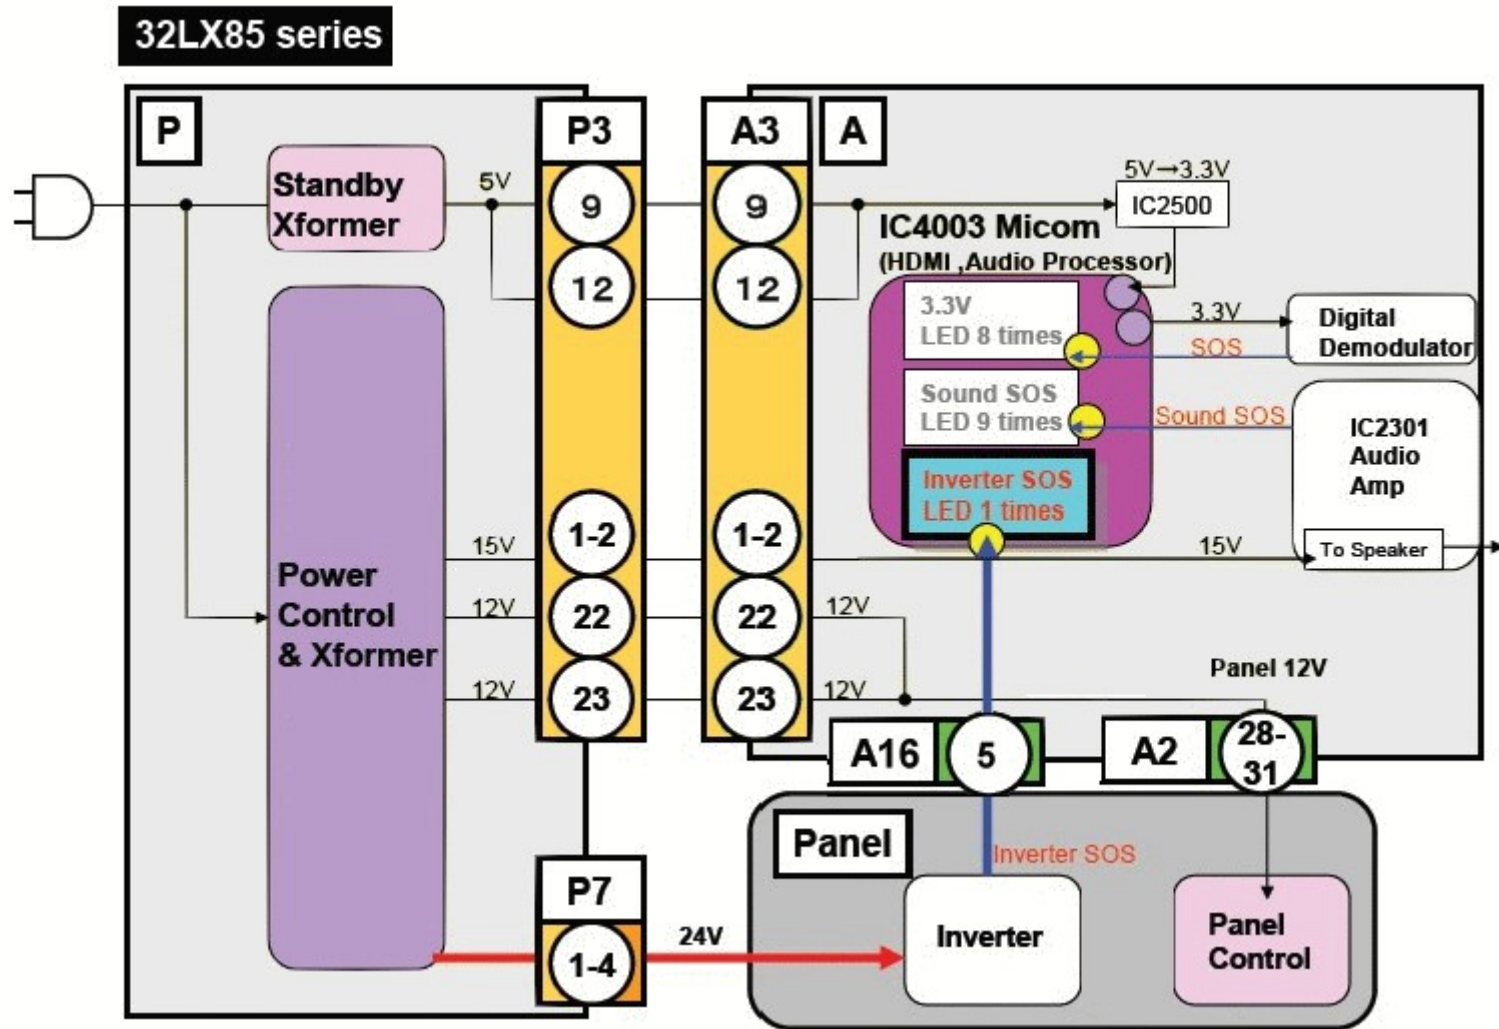 32LX85 series
P
P3
A3
A
Standby
Xformer
5V
9
9
5V→3.3V
IC2500
IC4003 Micom
(HDMI ,Audio Processor)
12
12
3.3V
LED 8 times
3.3V
SOS
Digital
Demodulator
Sound SOS
LED 9 times
Sound SOS
IC2301
Audio
Amp
Inverter SOS
LED 1 times
1-2
1-2
15V
15V
To Speaker
Power
Control
& Xformer
12V
22
22
12V
12V
23
23
12V
Panel 12V
A16
5
A2
28-
31
Panel
Inverter SOS
P7
1-4
24V
Inverter
Panel
Control